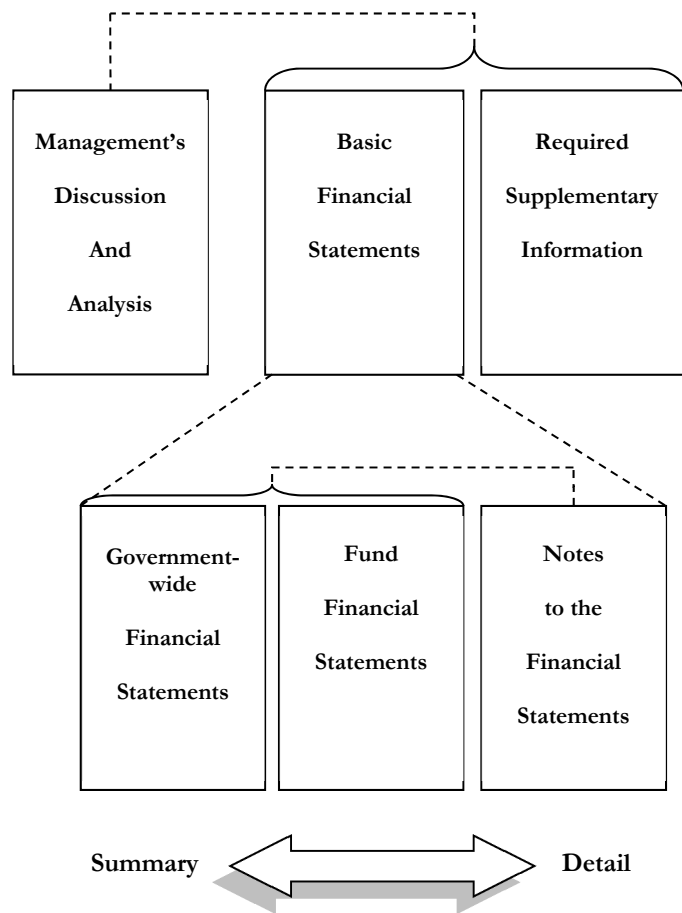 Management’s
Discussion
And
Analysis
Basic
Financial
Statements
Required
Supplementary
Information
Government-
wide
Financial
Statements
Fund
Financial
Statements
Notes
to the
Financial
Statements
Summary
Detail